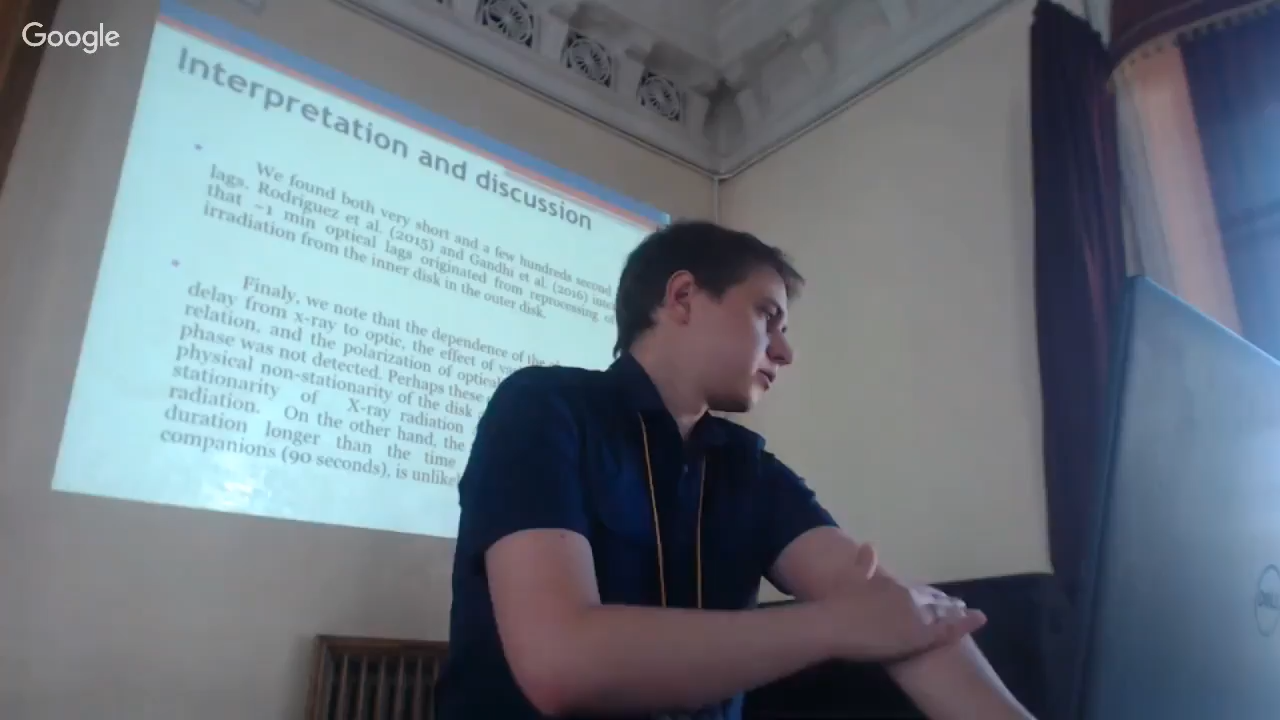 Google
Interpretation and discussion
We found both very short and a few hundreds second
lags. Rodriguez et al. (2015) and Gandhi et al. (2016)
that ~1 min optical lags originated from reprocessing of
irradiation from the inner disk in the outer disk.
Pinaly, we note that the dependence of the
delay from x-ray to optic, the effect of
relation, and the polarization of optical
phase was not detected. Perhaps these
physical non-stationarity of the disk
stationarity of X-ray radiation
radiation. On the other hand, the
duration longer than the time
companions (90 seconds), is
DELL